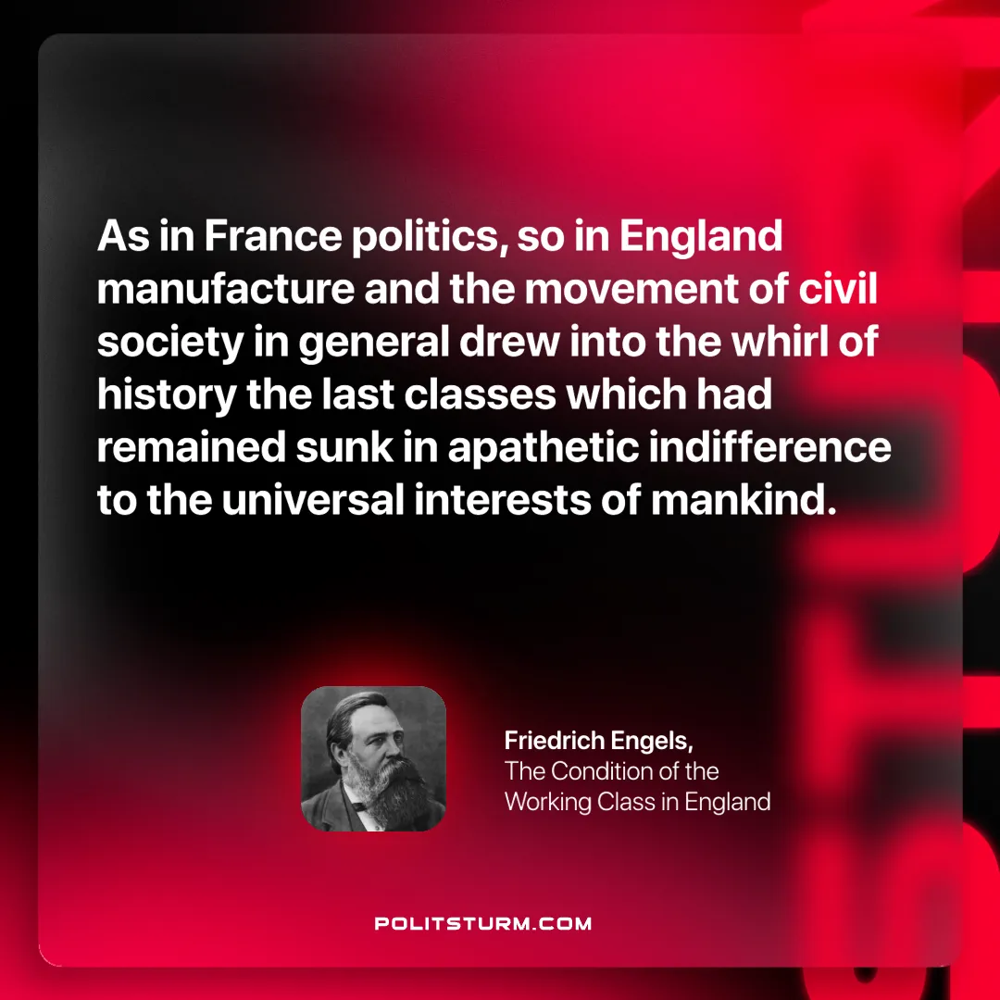 As in France politics, so in England
manufacture and the movement of civil
society in general drew into the whirl of
history the last classes which had
remained sunk in apathetic indifference
to the universal interests of mankind.
Friedrich Engels,
The Condition of the
Working Class in England
POLITSTURM.COM